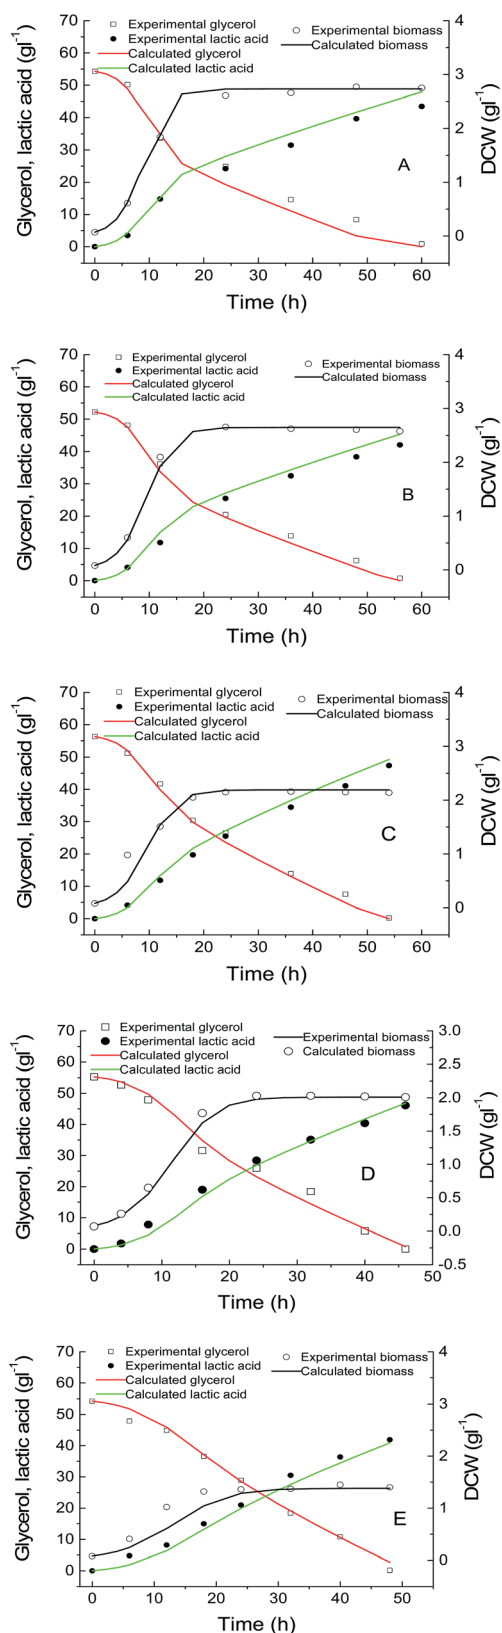 Experimental glycerol
Experimental lactic acid
Calculated glycerol
Calculated lactic acid
Experimental biomass
Calculated biomass
Glycerol, lactic acid (gl-1)
70
60
50
40
30
20
10
0
4
3
2
1
0
DCW (gl-1)
A
0 10 20 30 40 50 60
Time (h)
Experimental glycerol
Experimental lactic acid
Calculated glycerol
Calculated lactic acid
Experimental biomass
Calculated biomass
Glycerol, lactic acid (gl-1)
70
60
50
40
30
20
10
0
4
3
2
1
0
DCW (gl-1)
B
0 10 20 30 40 50 60
Time (h)
Experimental glycerol
Experimental lactic acid
Calculated glycerol
Calculated lactic acid
Experimental biomass
Calculated biomass
Glycerol, lactic acid (gl-1)
70
60
50
40
30
20
10
0
4
3
2
1
0
DCW (gl-1)
C
0 10 20 30 40 50 60
Time (h)
Experimental glycerol
Experimental lactic acid
Calculated glycerol
Calculated lactic acid
Experimental biomass
Calculated biomass
Glycerol, lactic acid (gl-1)
70
60
50
40
30
20
10
0
3.0
2.5
2.0
1.5
1.0
0.5
0.0
-0.5
DCW (gl-1)
D
0 10 20 30 40 50
Time (h)
Experimental glycerol
Experimental lactic acid
Calculated glycerol
Calculated lactic acid
Experimental biomass
Calculated biomass
Glycerol, lactic acid (gl-1)
70
60
50
40
30
20
10
0
4
3
2
1
0
DCW (gl-1)
E
0 10 20 30 40 50 60
Time (h)